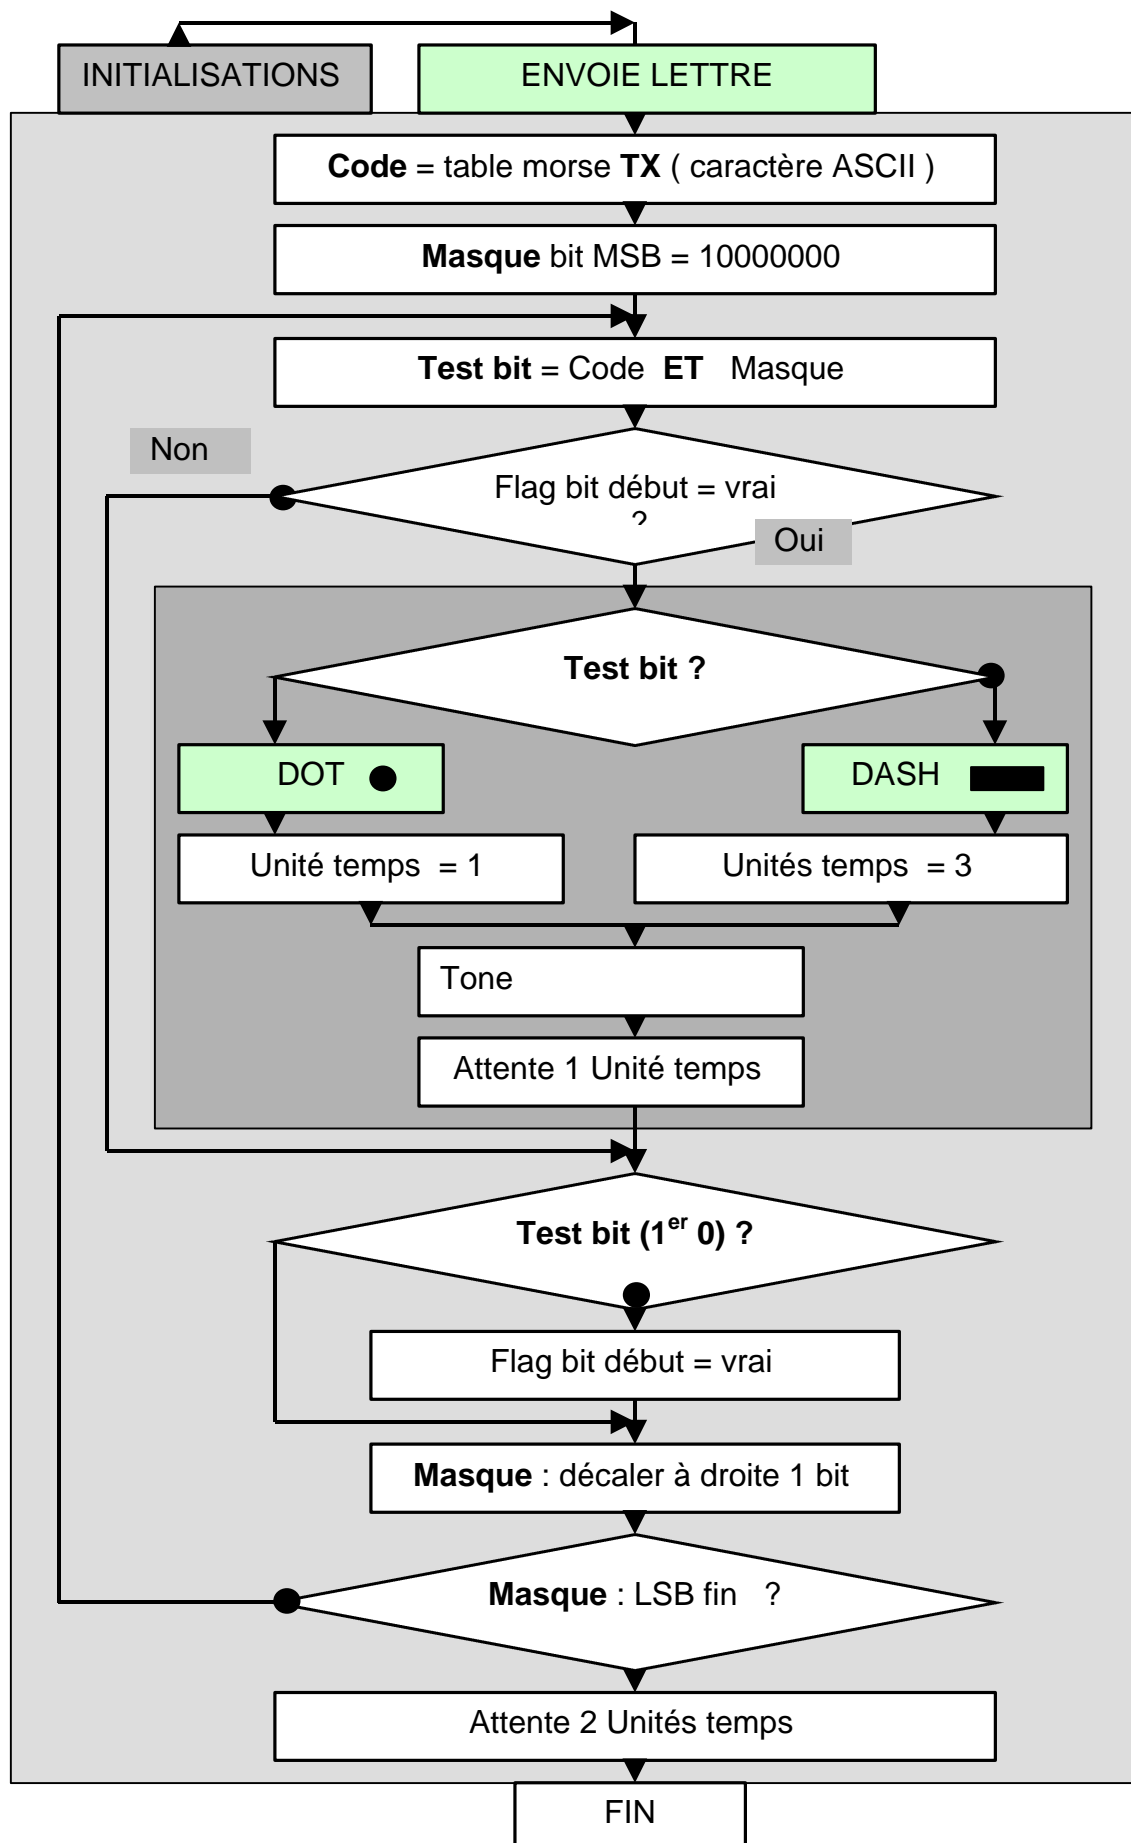 INITIALISATIONS
ENVOIE LETTRE
Code = table morse TX ( caractère ASCII )
Masque bit MSB = 10000000
Test bit = Code ET Masque
Non
Flag bit début = vrai
?
Oui
Test bit ?
DOT
DASH
Unité temps = 1
Unités temps = 3
Tone
Attente 1 Unité temps
Test bit (1er 0) ?
Flag bit début = vrai
Masque : décaler à droite 1 bit
Masque : LSB fin ?
Attente 2 Unités temps
FIN